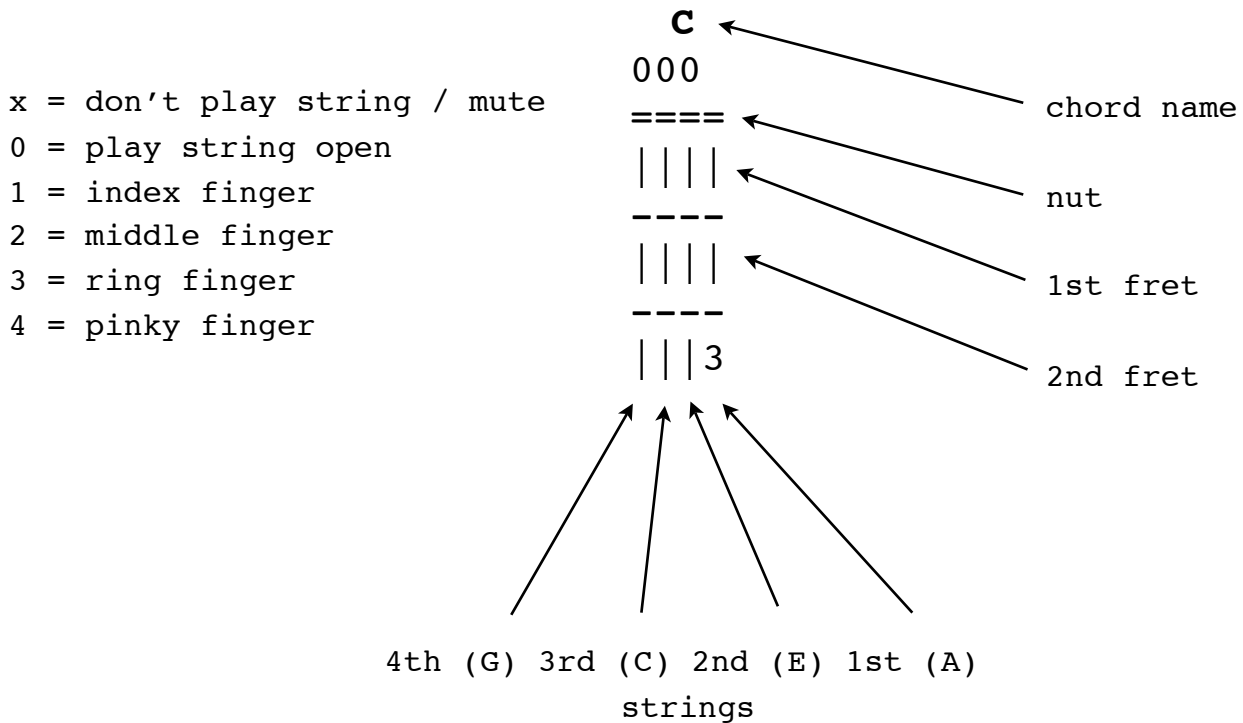 C
000
x = don't play string / mute
0 = play string open
1 = index finger
2 = middle finger
3 = ring finger
4 = pinky finger
====
||||
----
||||
----
|||3
chord name
nut
1st fret
2nd fret
4th (G) 3rd (C) 2nd (E) 1st (A)
strings